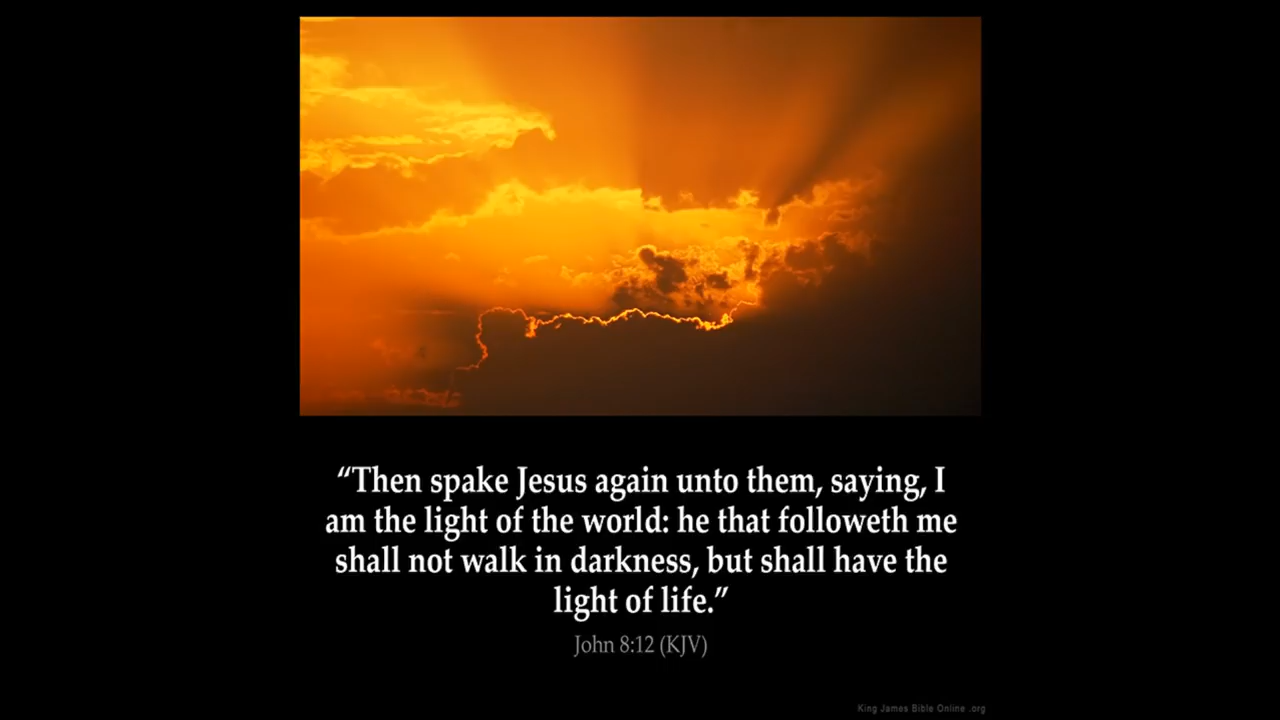 “Then spake Jesus again unto them, saying, I
am the light of the world: he that followeth me
shall not walk in darkness, but shall have the
light of life.”
John 8:12 (KJV)
King James Bible Online .org